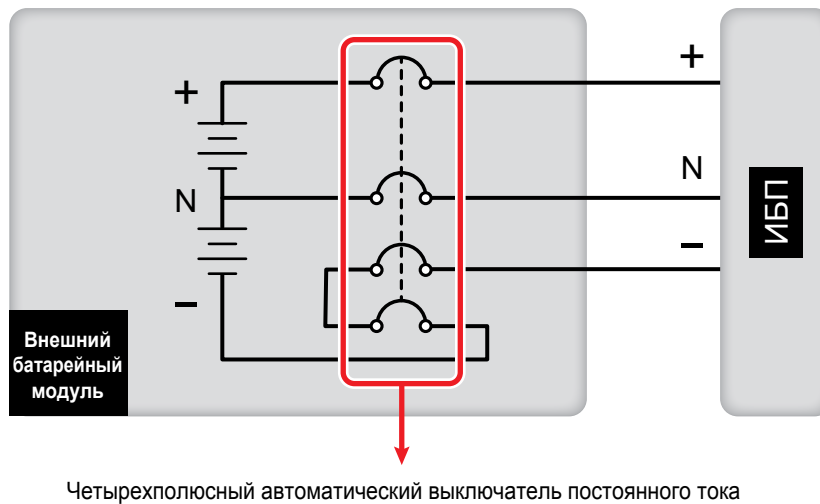 +
+
N
N
−
−
ИБП
Внешний
батарейный
модуль
Четырехполюсный автоматический выключатель постоянного тока